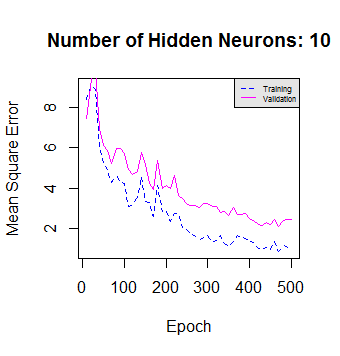 Number of Hidden Neurons: 10
Training
Validation
Mean Square Error
8
6
4
2
0 100 200 300 400 500
Epoch